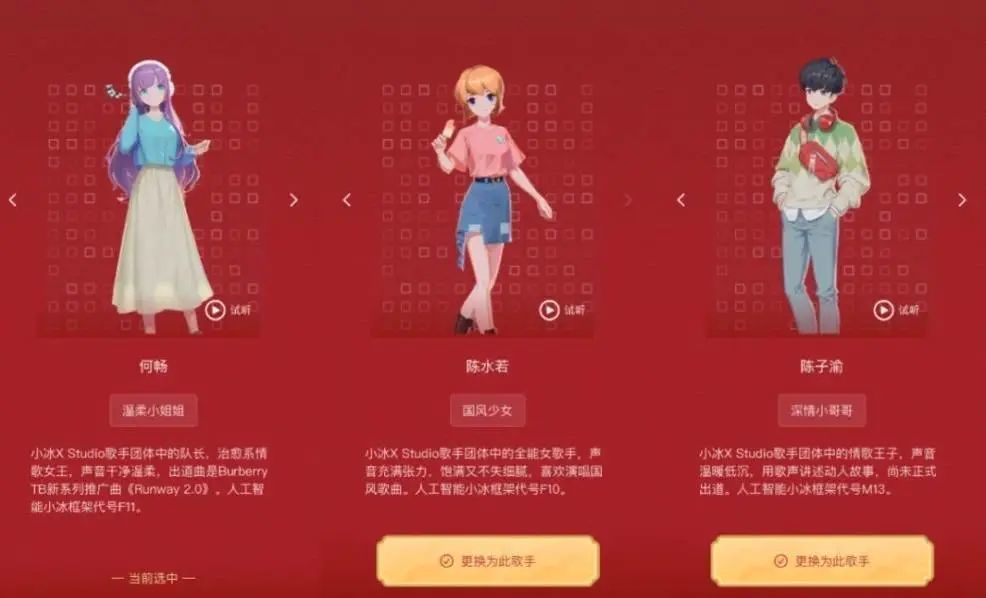 试听
何畅
温柔小姐姐
小冰X Studio歌手团体中的队长，治愈系情
歌女王，声音干净温柔，出道曲是Burberry
TB新系列推广曲《Runway 2.0》。人工智
能小冰框架代号F11。
— 当前选中 —
试听
陈水若
国风少女
小冰X Studio歌手团体中的全能女歌手，声
音充满张力，饱满又不失细腻，喜欢演唱国
风歌曲。人工智能小冰框架代号F10。
更换为此歌手
试听
陈子渝
深情小哥哥
小冰X Studio歌手团体中的情歌王子，声音
温暖低沉，用歌声讲述动人故事，尚未正式
出道。人工智能小冰框架代号M13。
更换为此歌手